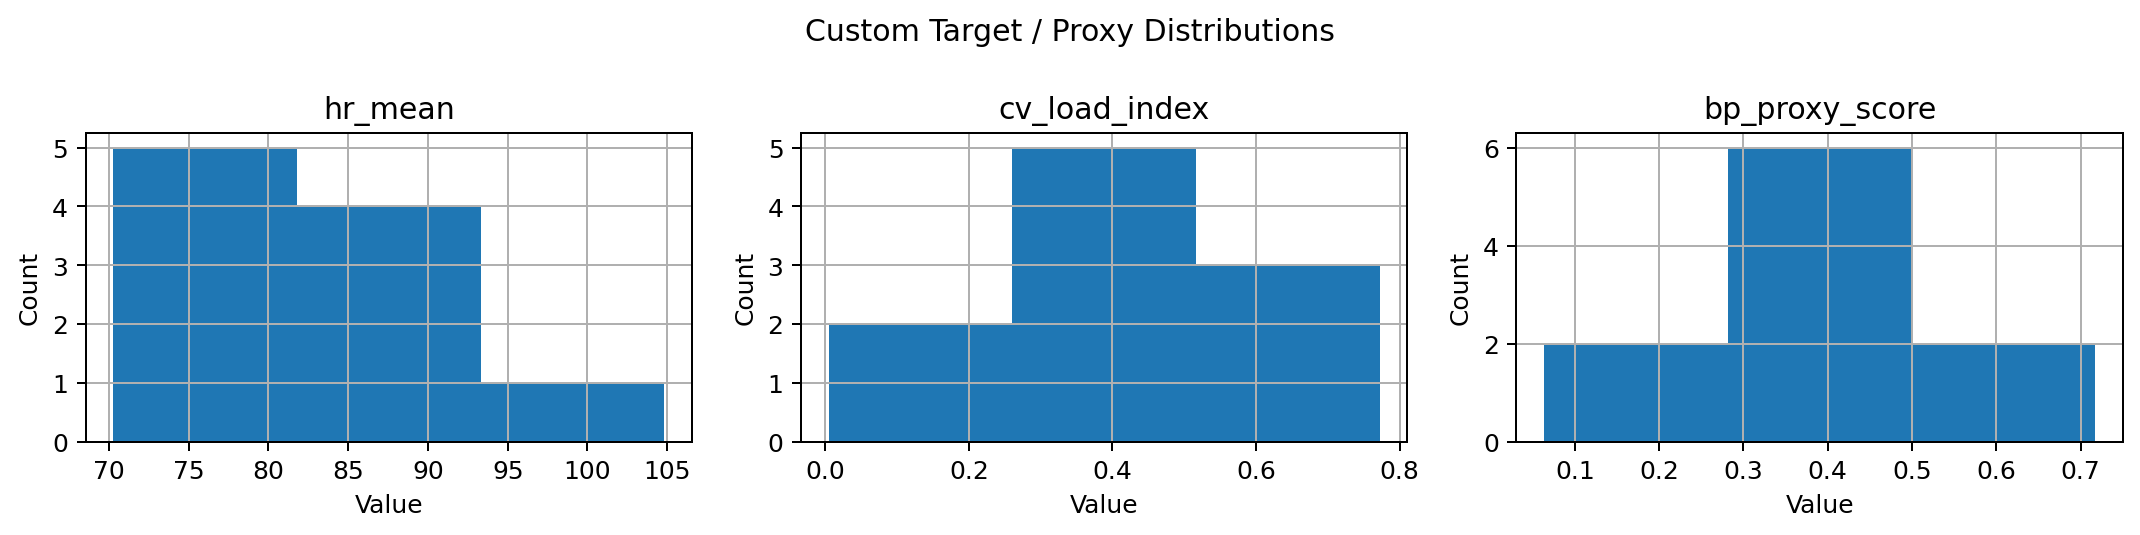 Custom Target / Proxy Distributions
hr_mean
5
4
3
2
1
0
Count
70 75 80 85 90 95 100 105
Value
cv_load_index
5
4
3
2
1
0
Count
0.0 0.2 0.4 0.6 0.8
Value
bp_proxy_score
6
4
2
0
Count
0.1 0.2 0.3 0.4 0.5 0.6 0.7
Value